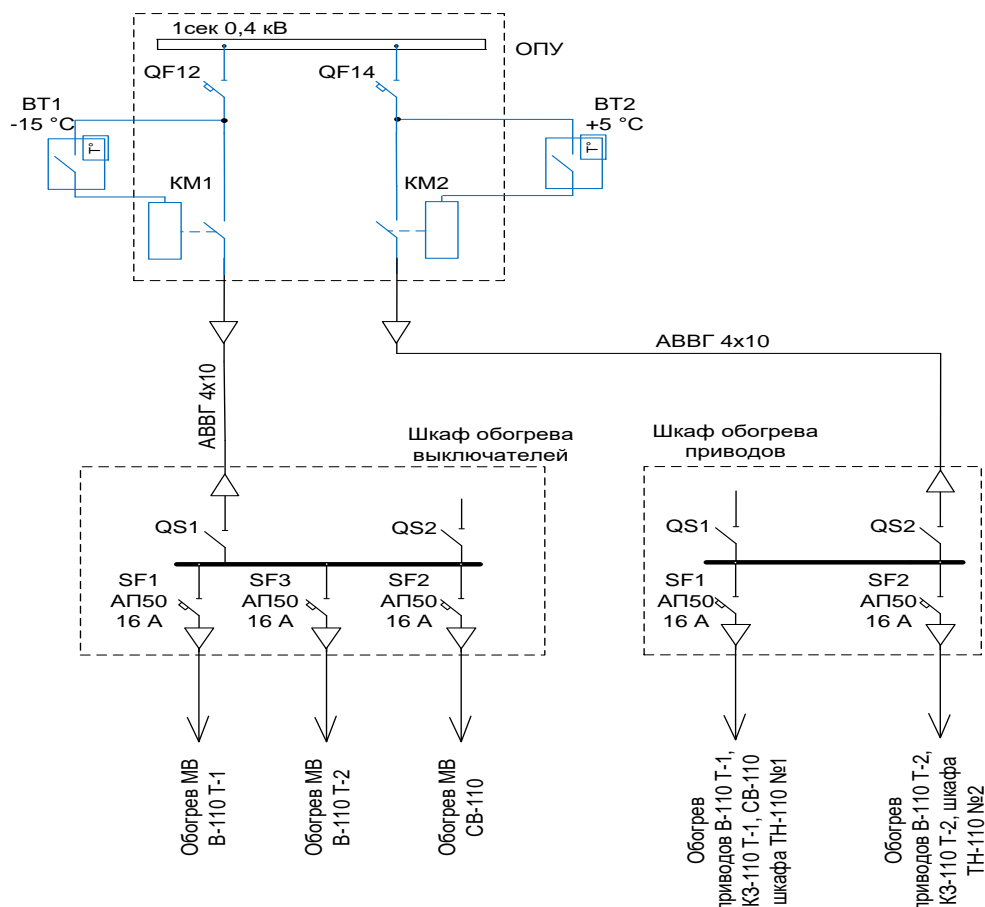 1сек 0,4 кВ
ОПУ
QF12
QF14
ВТ1
-15 °C
ВТ2
+5 °C
T°
T°
КМ1
КМ2
АВВГ 4х10
АВВГ 4х10
Шкаф обогрева
выключателей
Шкаф обогрева
приводов
QS1
QS2
QS1
QS2
SF1
АП50
16 А
SF3
АП50
16 А
SF2
АП50
16 А
SF1
АП50
16 А
SF2
АП50
16 А
Обогрев МВ
В-110 Т-1
Обогрев МВ
В-110 Т-2
Обогрев МВ
СВ-110
Обогрев
приводов В-110 Т-1,
КЗ-110 Т-1, СВ-110
шкафа ТН-110 №1
Обогрев
приводов В-110 Т-2,
КЗ-110 Т-2, шкафа
ТН-110 №2